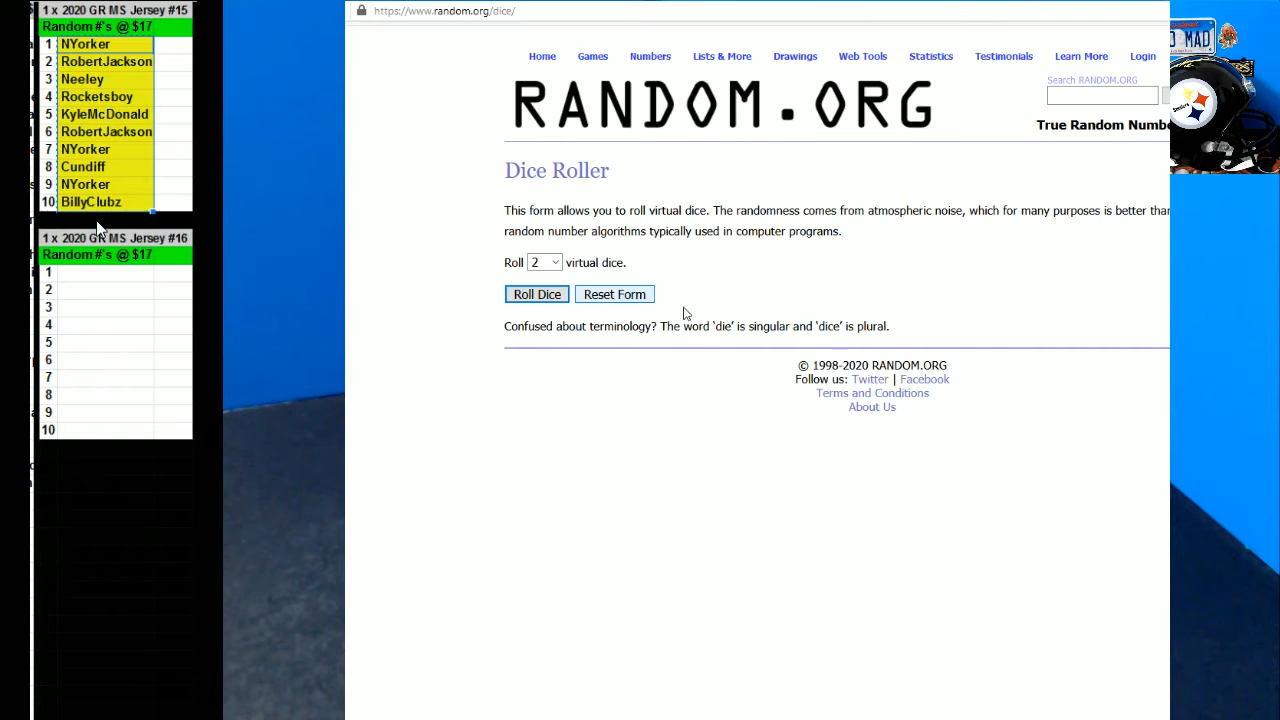 1 x 2020 GR MS Jersey #15
Random #'s @ $17
1 NYorker
2 RobertJackson
3 Neeley
4 Rocketsboy
5 KyleMcDonald
6 RobertJackson
7 NYorker
8 Cundiff
9 NYorker
10 BillyClubz
1 x 2020 GR MS Jersey #16
Random #'s @ $17
1
2
3
4
5
6
7
8
9
10
https://www.random.org/dice/
Home Games Numbers Lists & More Drawings Web Tools Statistics Testimonials Learn More Login
Search RANDOM.ORG
RANDOM.ORG
True Random Numbe
Dice Roller
This form allows you to roll virtual dice. The randomness comes from atmospheric noise, which for many purposes is better than
random number algorithms typically used in computer programs.
Roll 2 virtual dice.
Roll Dice Reset Form
Confused about terminology? The word ‘die’ is singular and ‘dice’ is plural.
© 1998-2020 RANDOM.ORG
Follow us: Twitter | Facebook
Terms and Conditions
About Us
D MAD
Steelers